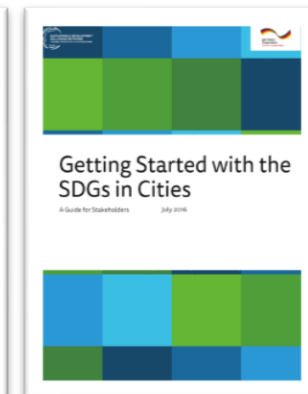 Getting Started with the
SDGs in Cities
A Guide for Stakeholders July 2016